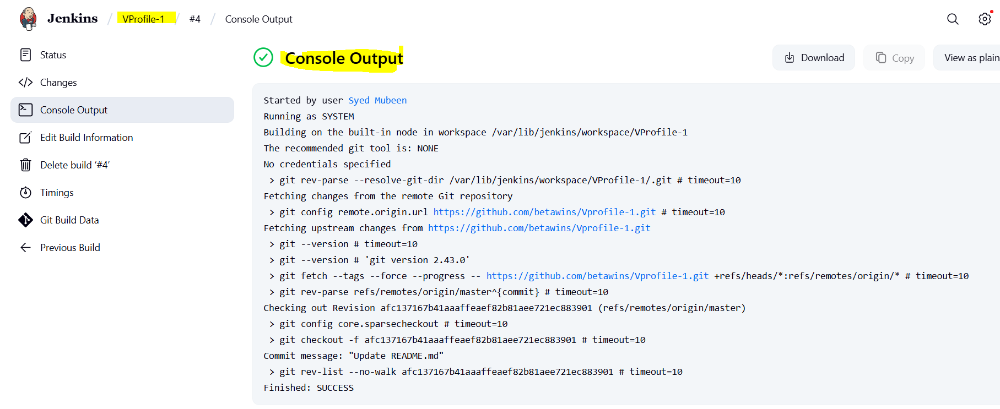 Jenkins / VProfile-1 / #4 / Console Output
Status
Changes
Console Output
Edit Build Information
Delete build ‘#4’
Timings
Git Build Data
Previous Build
Console Output
Download
Copy
View as plain
Started by user Syed Mubeen
Running as SYSTEM
Building on the built-in node in workspace /var/lib/jenkins/workspace/VProfile-1
The recommended git tool is: NONE
No credentials specified
> git rev-parse --resolve-git-dir /var/lib/jenkins/workspace/VProfile-1/.git # timeout=10
Fetching changes from the remote Git repository
> git config remote.origin.url https://github.com/betawins/Vprofile-1.git # timeout=10
Fetching upstream changes from https://github.com/betawins/Vprofile-1.git
> git --version # timeout=10
> git --version # 'git version 2.43.0'
> git fetch --tags --force --progress -- https://github.com/betawins/Vprofile-1.git +refs/heads/*:refs/remotes/origin/* # timeout=10
> git rev-parse refs/remotes/origin/master^{commit} # timeout=10
Checking out Revision afc137167b41aaaffeaef82b81aee721ec883901 (refs/remotes/origin/master)
> git config core.sparsecheckout # timeout=10
> git checkout -f afc137167b41aaaffeaef82b81aee721ec883901 # timeout=10
Commit message: "Update README.md"
> git rev-list --no-walk afc137167b41aaaffeaef82b81aee721ec883901 # timeout=10
Finished: SUCCESS